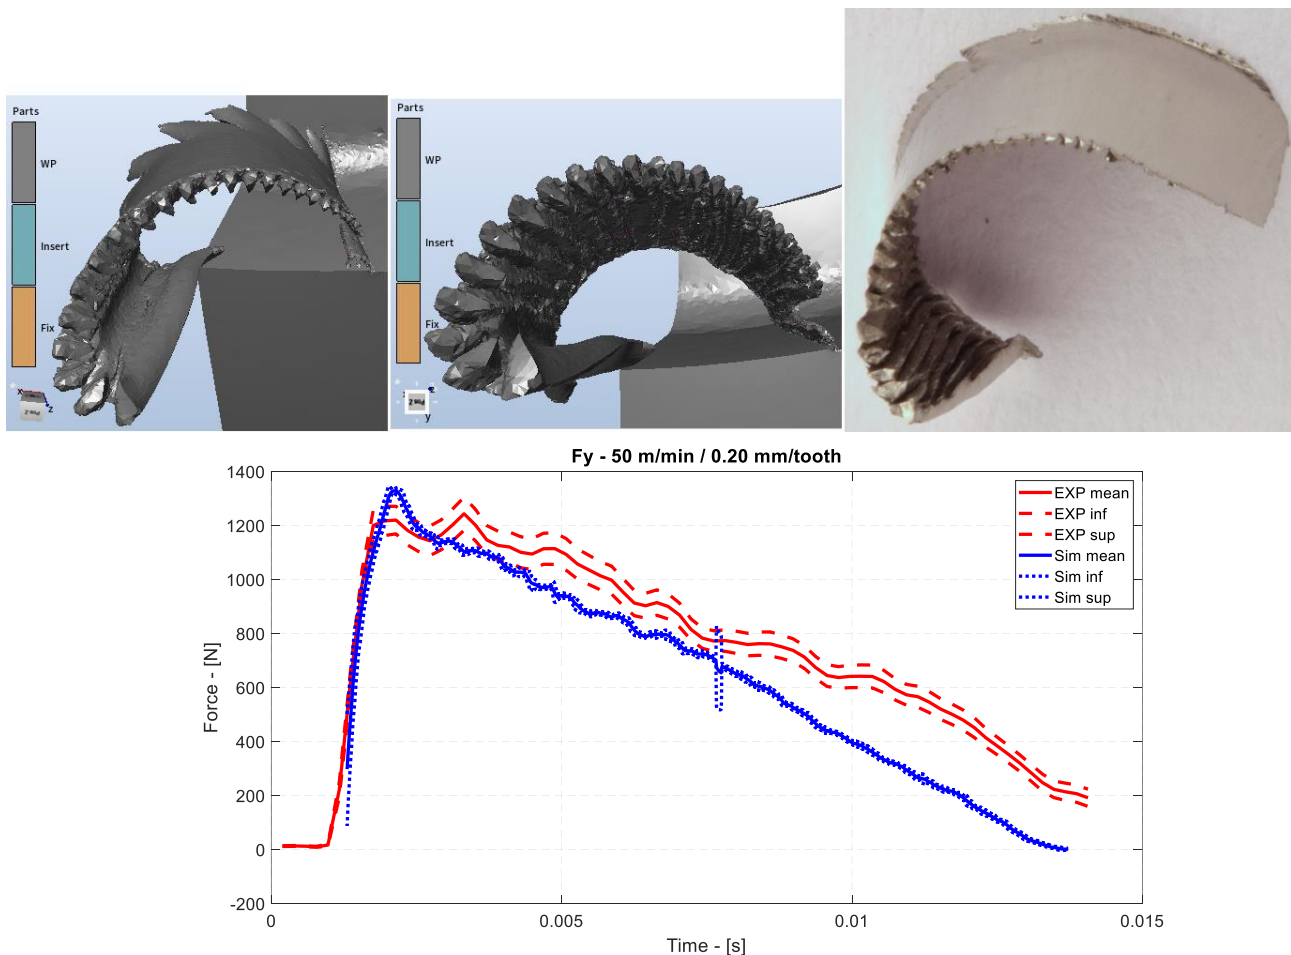 Parts
WP
Insert
Fix
x
z
Parts
WP
Insert
Fix
z
y
Fy - 50 m/min / 0.20 mm/tooth
1400
1200
1000
800
600
400
200
0
-200
Force - [N]
0
0.005
0.01
0.015
Time - [s]
EXP mean
EXP inf
EXP sup
Sim mean
Sim inf
Sim sup